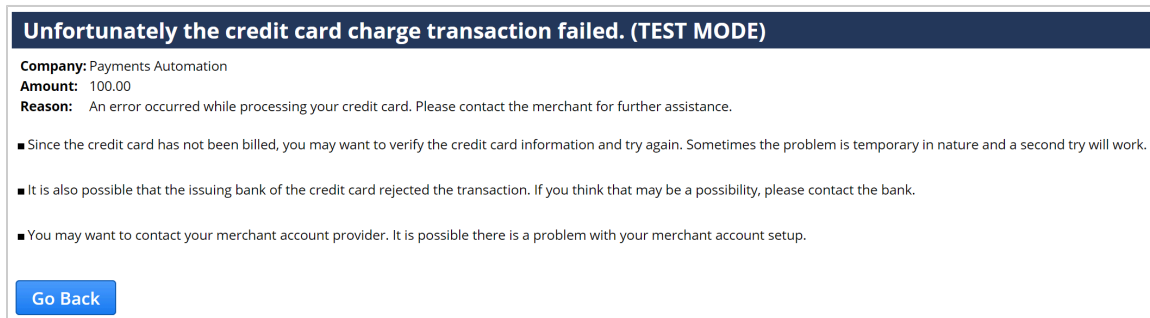 Unfortunately the credit card charge transaction failed. (TEST MODE)
Company: Payments Automation
Amount: 100.00
Reason: An error occurred while processing your credit card. Please contact the merchant for further assistance.
■ Since the credit card has not been billed, you may want to verify the credit card information and try again. Sometimes the problem is temporary in nature and a second try will work.
■ It is also possible that the issuing bank of the credit card rejected the transaction. If you think that may be a possibility, please contact the bank.
■ You may want to contact your merchant account provider. It is possible there is a problem with your merchant account setup.
Go Back